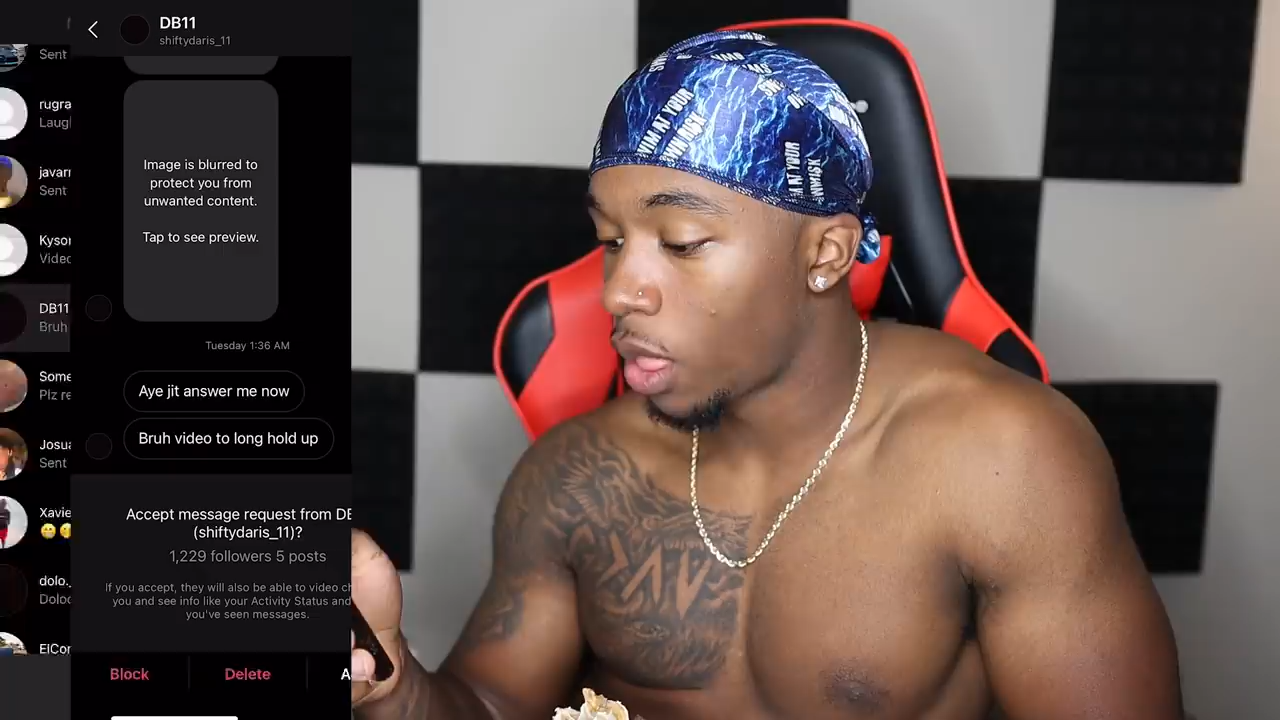 DB11
shiftydaris_11
Sent
rugra
Laugl
javarı
Sent
Kysor
Videc
DB11
Bruh
Some
Plz re
Josua
Sent
Xavie
dolo._
Doloc
ElCor
Image is blurred to
protect you from
unwanted content.
Tap to see preview.
Tuesday 1:36 AM
Aye jit answer me now
Bruh video to long hold up
Accept message request from DE
(shiftydaris_11)?
1,229 followers 5 posts
If you accept, they will also be able to video ch
you and see info like your Activity Status and
you've seen messages.
Block
Delete
A